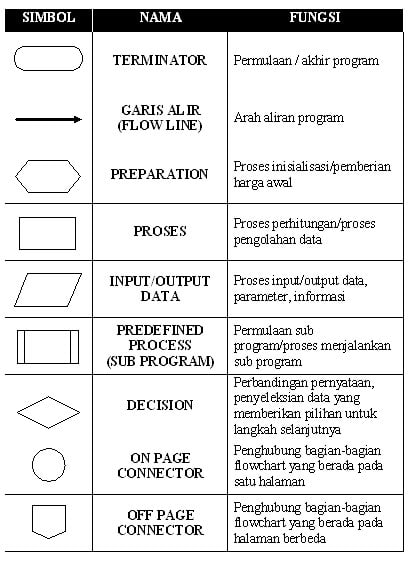 SIMBOL NAMA FUNGSI
TERMINATOR Permulaan / akhir program
GARIS ALIR
(FLOW LINE)
Arah aliran program
PREPARATION
Proses inisialisasi/pemberian
harga awal
PROSES
Proses perhitungan/proses
pengolahan data
INPUT/OUTPUT
DATA
Proses input/output data,
parameter, informasi
PREDEFINED
PROCESS
(SUB PROGRAM)
Permulaan sub
program/proses menjalankan
sub program
DECISION
Perbandingan pernyataan,
penyeleksian data yang
memberikan pilihan untuk
langkah selanjutnya
ON PAGE
CONNECTOR
Penghubung bagian-bagian
flowchart yang berada pada
satu halaman
OFF PAGE
CONNECTOR
Penghubung bagian-bagian
flowchart yang berada pada
halaman berbeda